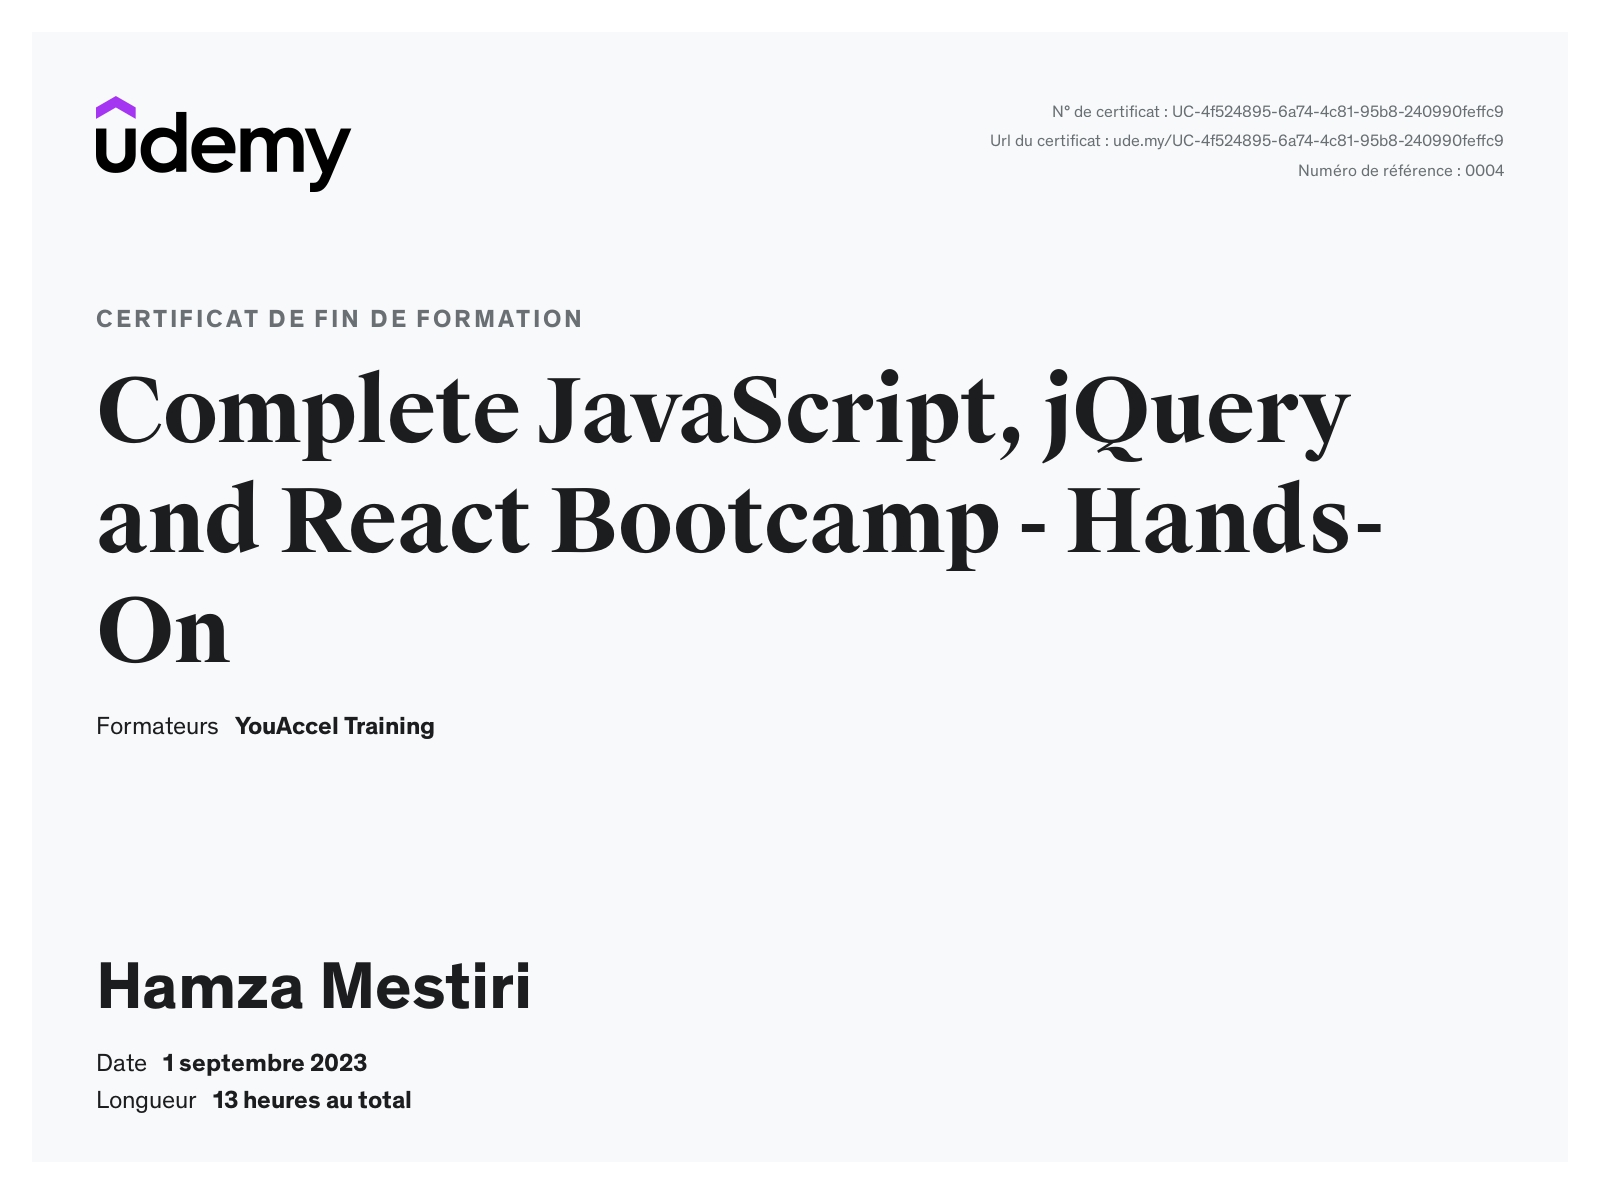 udemy
N° de certificat : UC-4f524895-6a74-4c81-95b8-240990feffc9
Url du certificat : ude.my/UC-4f524895-6a74-4c81-95b8-240990feffc9
Numéro de référence : 0004
CERTIFICAT DE FIN DE FORMATION
Complete JavaScript, jQuery
and React Bootcamp - Hands-
On
Formateurs YouAccel Training
Hamza Mestiri
Date 1 septembre 2023
Longueur 13 heures au total